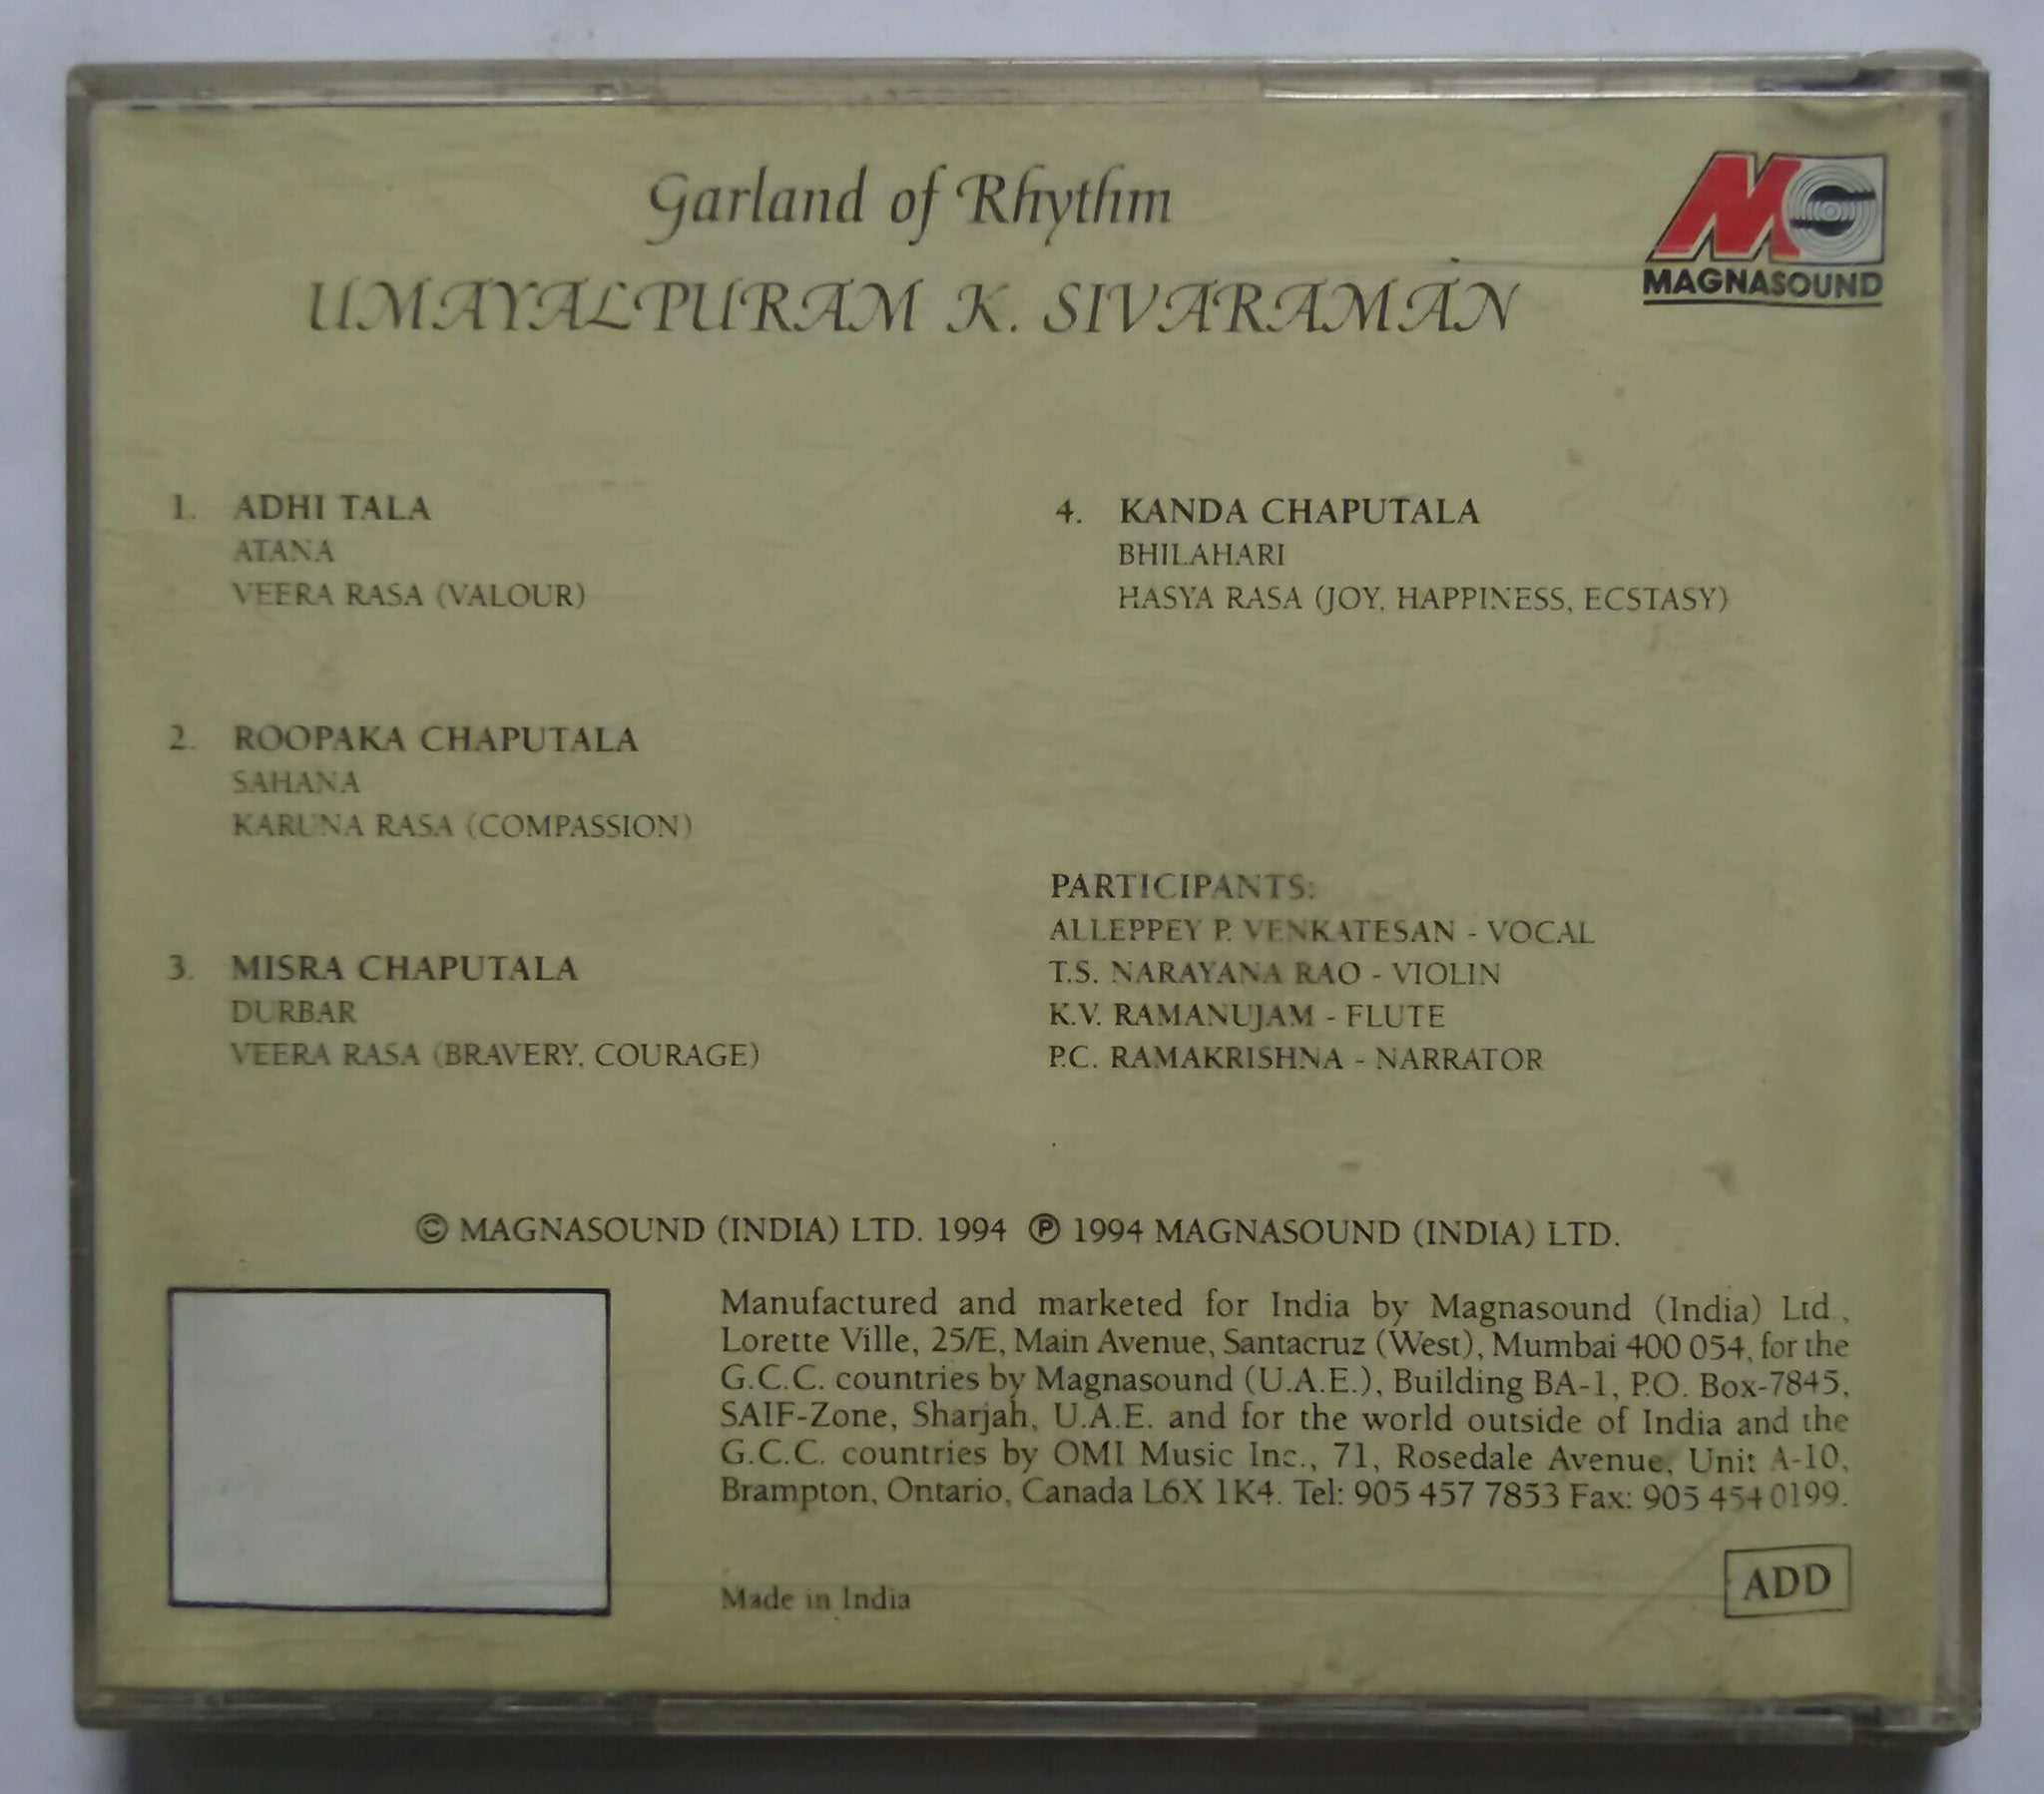 Garland of Rhythm
UMAYALPURAM K. SIVARAMAN
MAGNASOUND
1. ADHI TALA
ATANA
VEERA RASA (VALOUR)
2. ROOPAKA CHAPUTALA
SAHANA
KARUNA RASA (COMPASSION)
3. MISRA CHAPUTALA
DURBAR
VEERA RASA (BRAVERY, COURAGE)
4. KANDA CHAPUTALA
BHILAHARI
HASYA RASA (JOY, HAPPINESS, ECSTASY)
PARTICIPANTS:
ALLEPPEY P. VENKATESAN - VOCAL
T.S. NARAYANA RAO - VIOLIN
K.V. RAMANUJAM - FLUTE
P.C. RAMAKRISHNA - NARRATOR
© MAGNASOUND (INDIA) LTD. 1994 ℗ 1994 MAGNASOUND (INDIA) LTD.
Manufactured and marketed for India by Magnasound (India) Ltd.,
Lorette Ville, 25/E, Main Avenue, Santacruz (West), Mumbai 400 054, for the
G.C.C. countries by Magnasound (U.A.E.), Building BA-1, P.O. Box-7845,
SAIF-Zone, Sharjah, U.A.E. and for the world outside of India and the
G.C.C. countries by OMI Music Inc., 71, Rosedale Avenue, Unit A-10,
Brampton, Ontario, Canada L6X 1K4. Tel: 905 457 7853 Fax: 905 454 0199.
Made in India
ADD